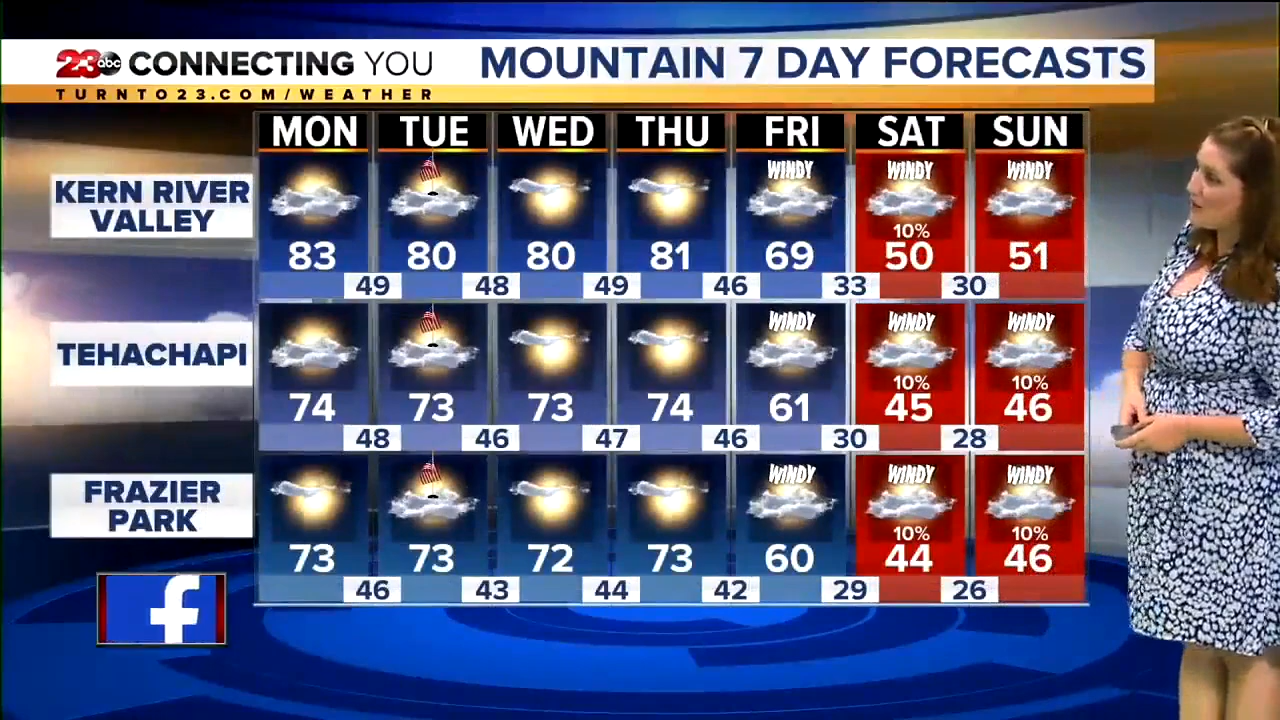 23 abc CONNECTING YOU
MOUNTAIN 7 DAY FORECASTS
TURNTO23.COM/WEATHER
MON TUE WED THU FRI SAT SUN
KERN RIVER
VALLEY
WINDY WINDY WINDY
10%
83 80 80 81 69 50 51
49 48 49 46 33 30
TEHACHAPI
WINDY WINDY WINDY
10% 10%
74 73 73 74 61 45 46
48 46 47 46 30 28
FRAZIER
PARK
WINDY WINDY WINDY
10% 10%
73 73 72 73 60 44 46
46 43 44 42 29 26
f